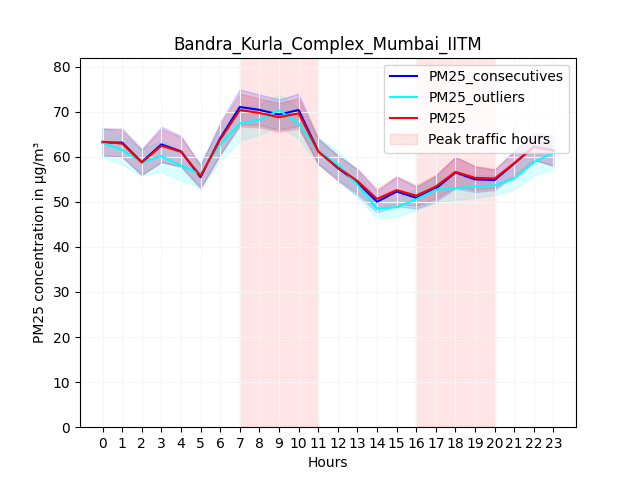 Bandra_Kurla_Complex_Mumbai_IITM
PM25_consecutives
PM25_outliers
PM25
Peak traffic hours
PM25 concentration in µg/m³
80
70
60
50
40
30
20
10
0
0 1 2 3 4 5 6 7 8 9 10 11 12 13 14 15 16 17 18 19 20 21 22 23
Hours